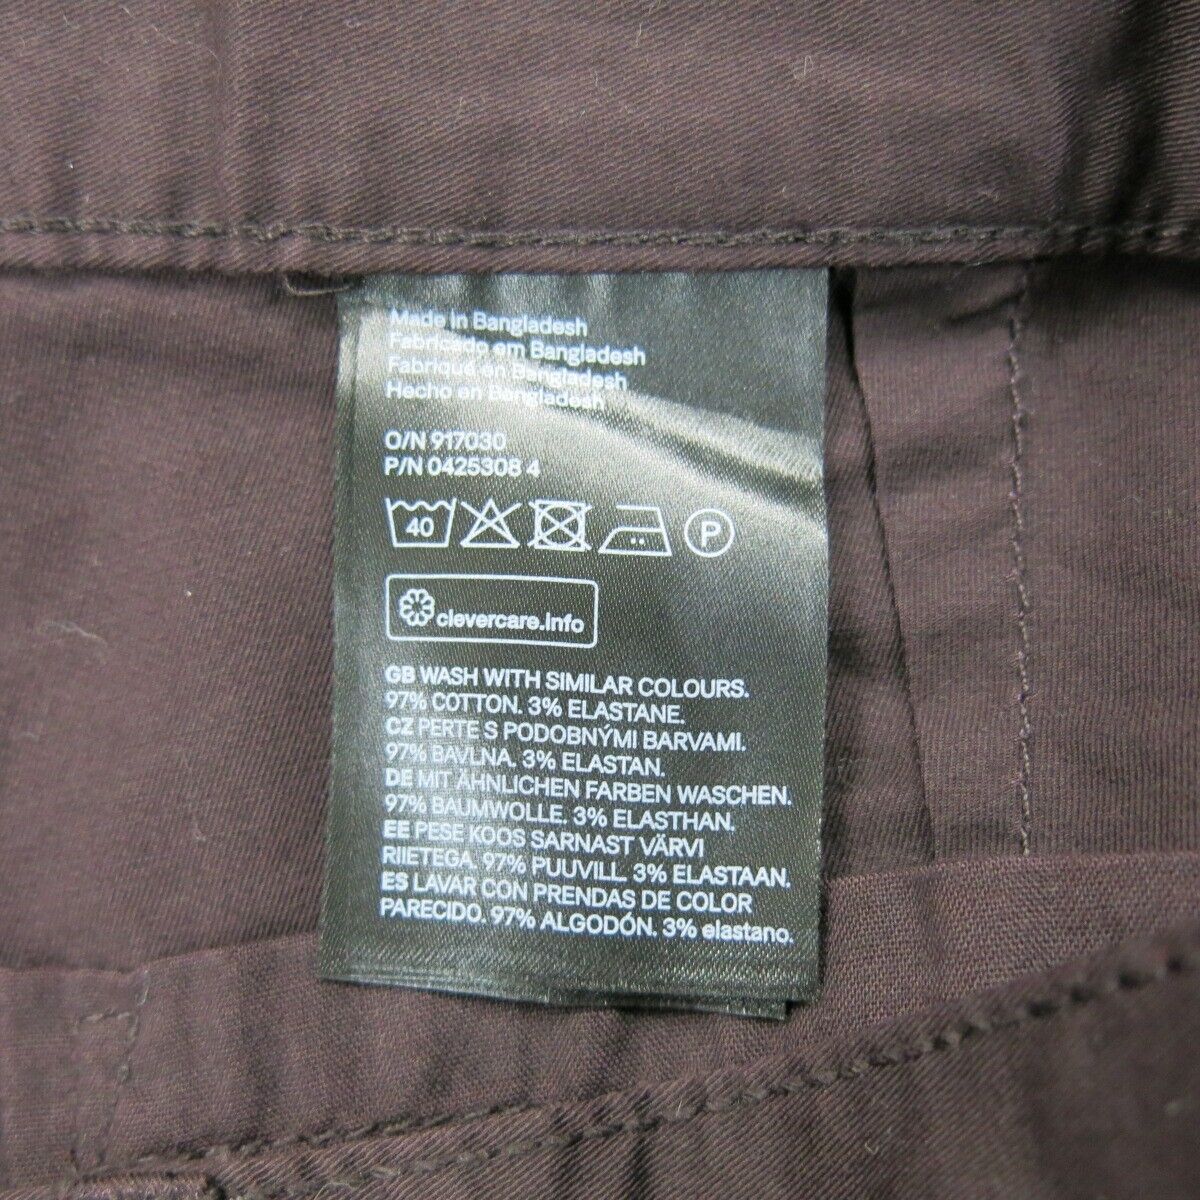 Made in Bangladesh
Fabricado em Bangladesh
Fabriqué en Bangladesh
Hecho en Bangladesh
O/N 917030
P/N 0425308 4
40 P
clevercare.info
GB WASH WITH SIMILAR COLOURS.
97% COTTON. 3% ELASTANE.
CZ PERTE S PODOBNÝMI BARVAMI.
97% BAVLNA. 3% ELASTAN.
DE MIT ÄHNLICHEN FARBEN WASCHEN.
97% BAUMWOLLE. 3% ELASTHAN.
EE PESE KOOS SARNAST VÄRVI
RIIETEGA. 97% PUUVILL. 3% ELASTAAN.
ES LAVAR CON PRENDAS DE COLOR
PARECIDO. 97% ALGODÓN. 3% elastano.